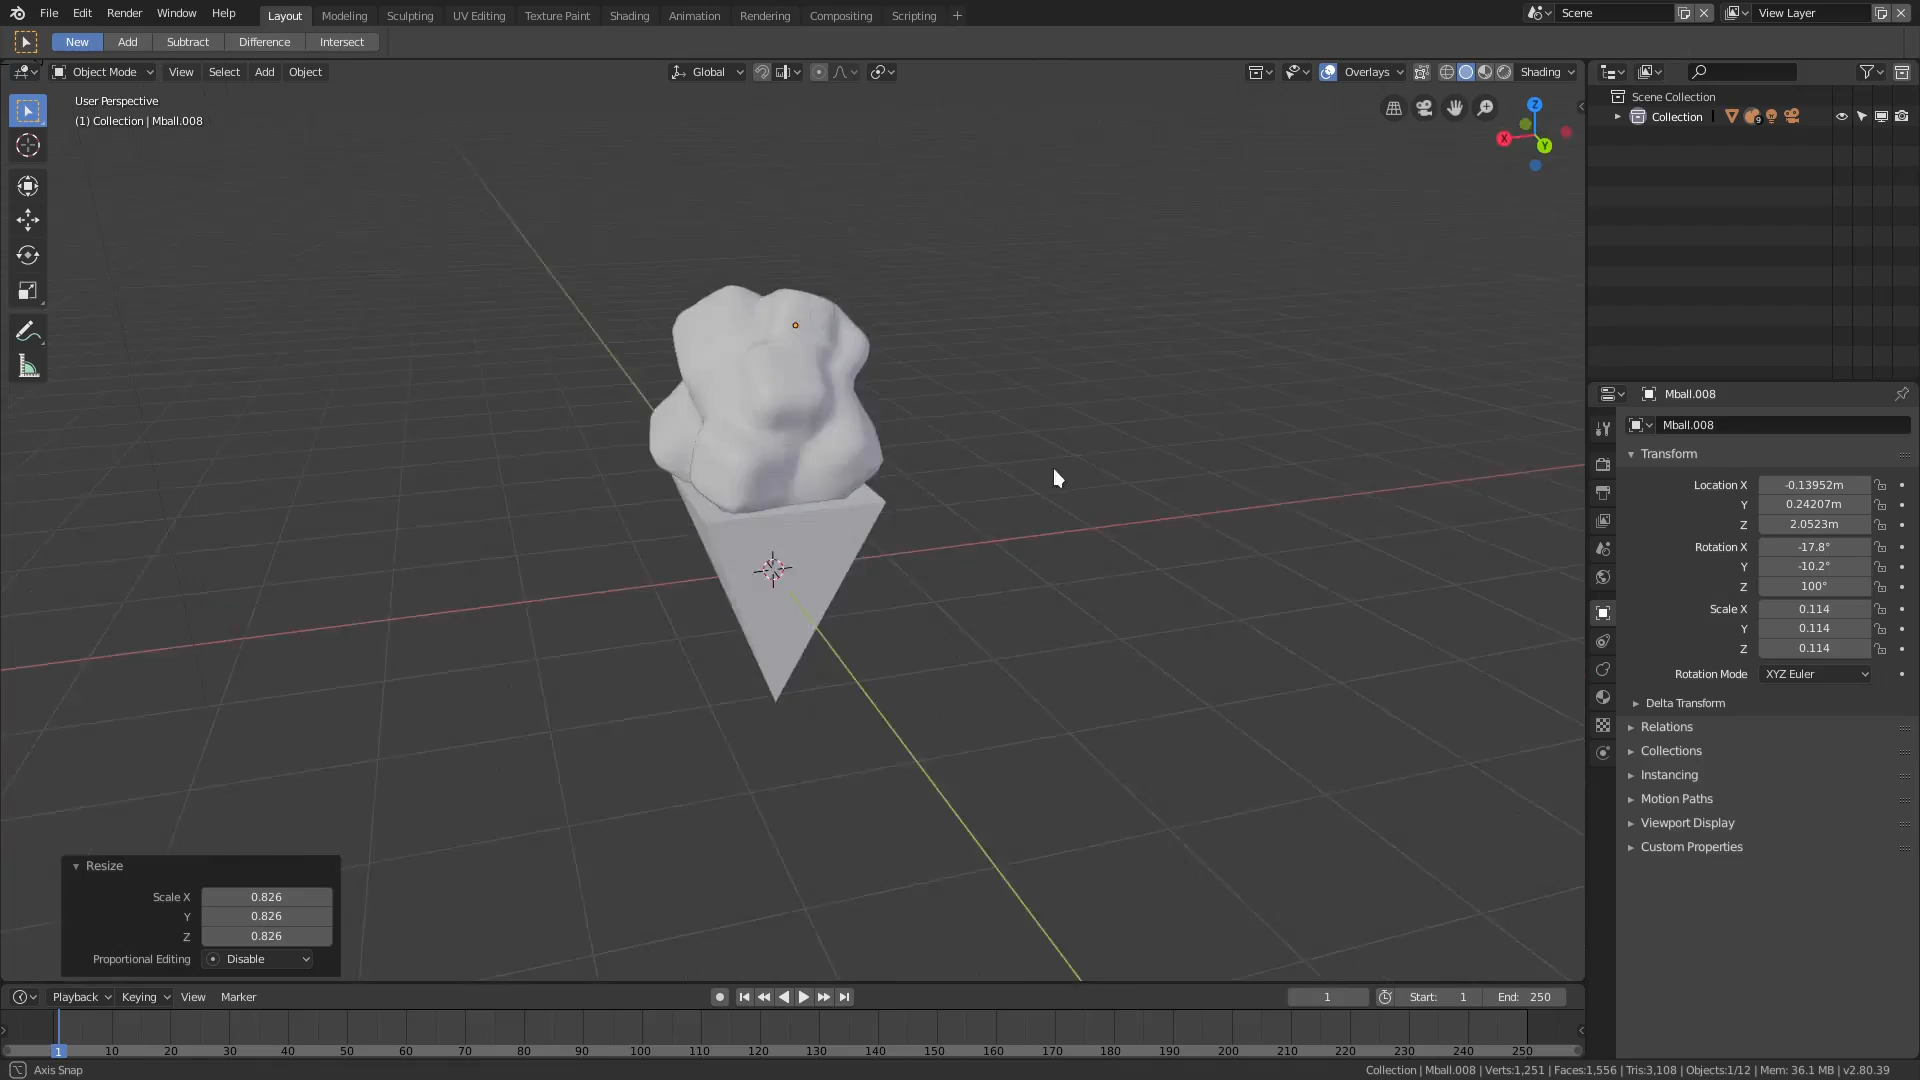 File Edit Render Window Help Layout Modeling Sculpting UV Editing Texture Paint Shading Animation Rendering Compositing Scripting Scene View Layer
New Add Subtract Difference Intersect
Object Mode View Select Add Object Global Overlays Shading
User Perspective
(1) Collection | Mball.008
Z
X
Y
Scene Collection
Collection 9
Mball.008
Mball.008
Transform
Location X -0.13952m
Y 0.24207m
Z 2.0523m
Rotation X -17.8°
Y -10.2°
Z 100°
Scale X 0.114
Y 0.114
Z 0.114
Rotation Mode XYZ Euler
Delta Transform
Relations
Collections
Instancing
Motion Paths
Viewport Display
Custom Properties
Resize
Scale X 0.826
Y 0.826
Z 0.826
Proportional Editing Disable
Playback Keying View Marker 1 Start: 1 End: 250
1 10 20 30 40 50 60 70 80 90 100 110 120 130 140 150 160 170 180 190 200 210 220 230 240 250
Axis Snap Collection | Mball.008 | Verts:1,251 | Faces:1,556 | Tris:3,108 | Objects:1/12 | Mem: 36.1 MB | v2.80.39